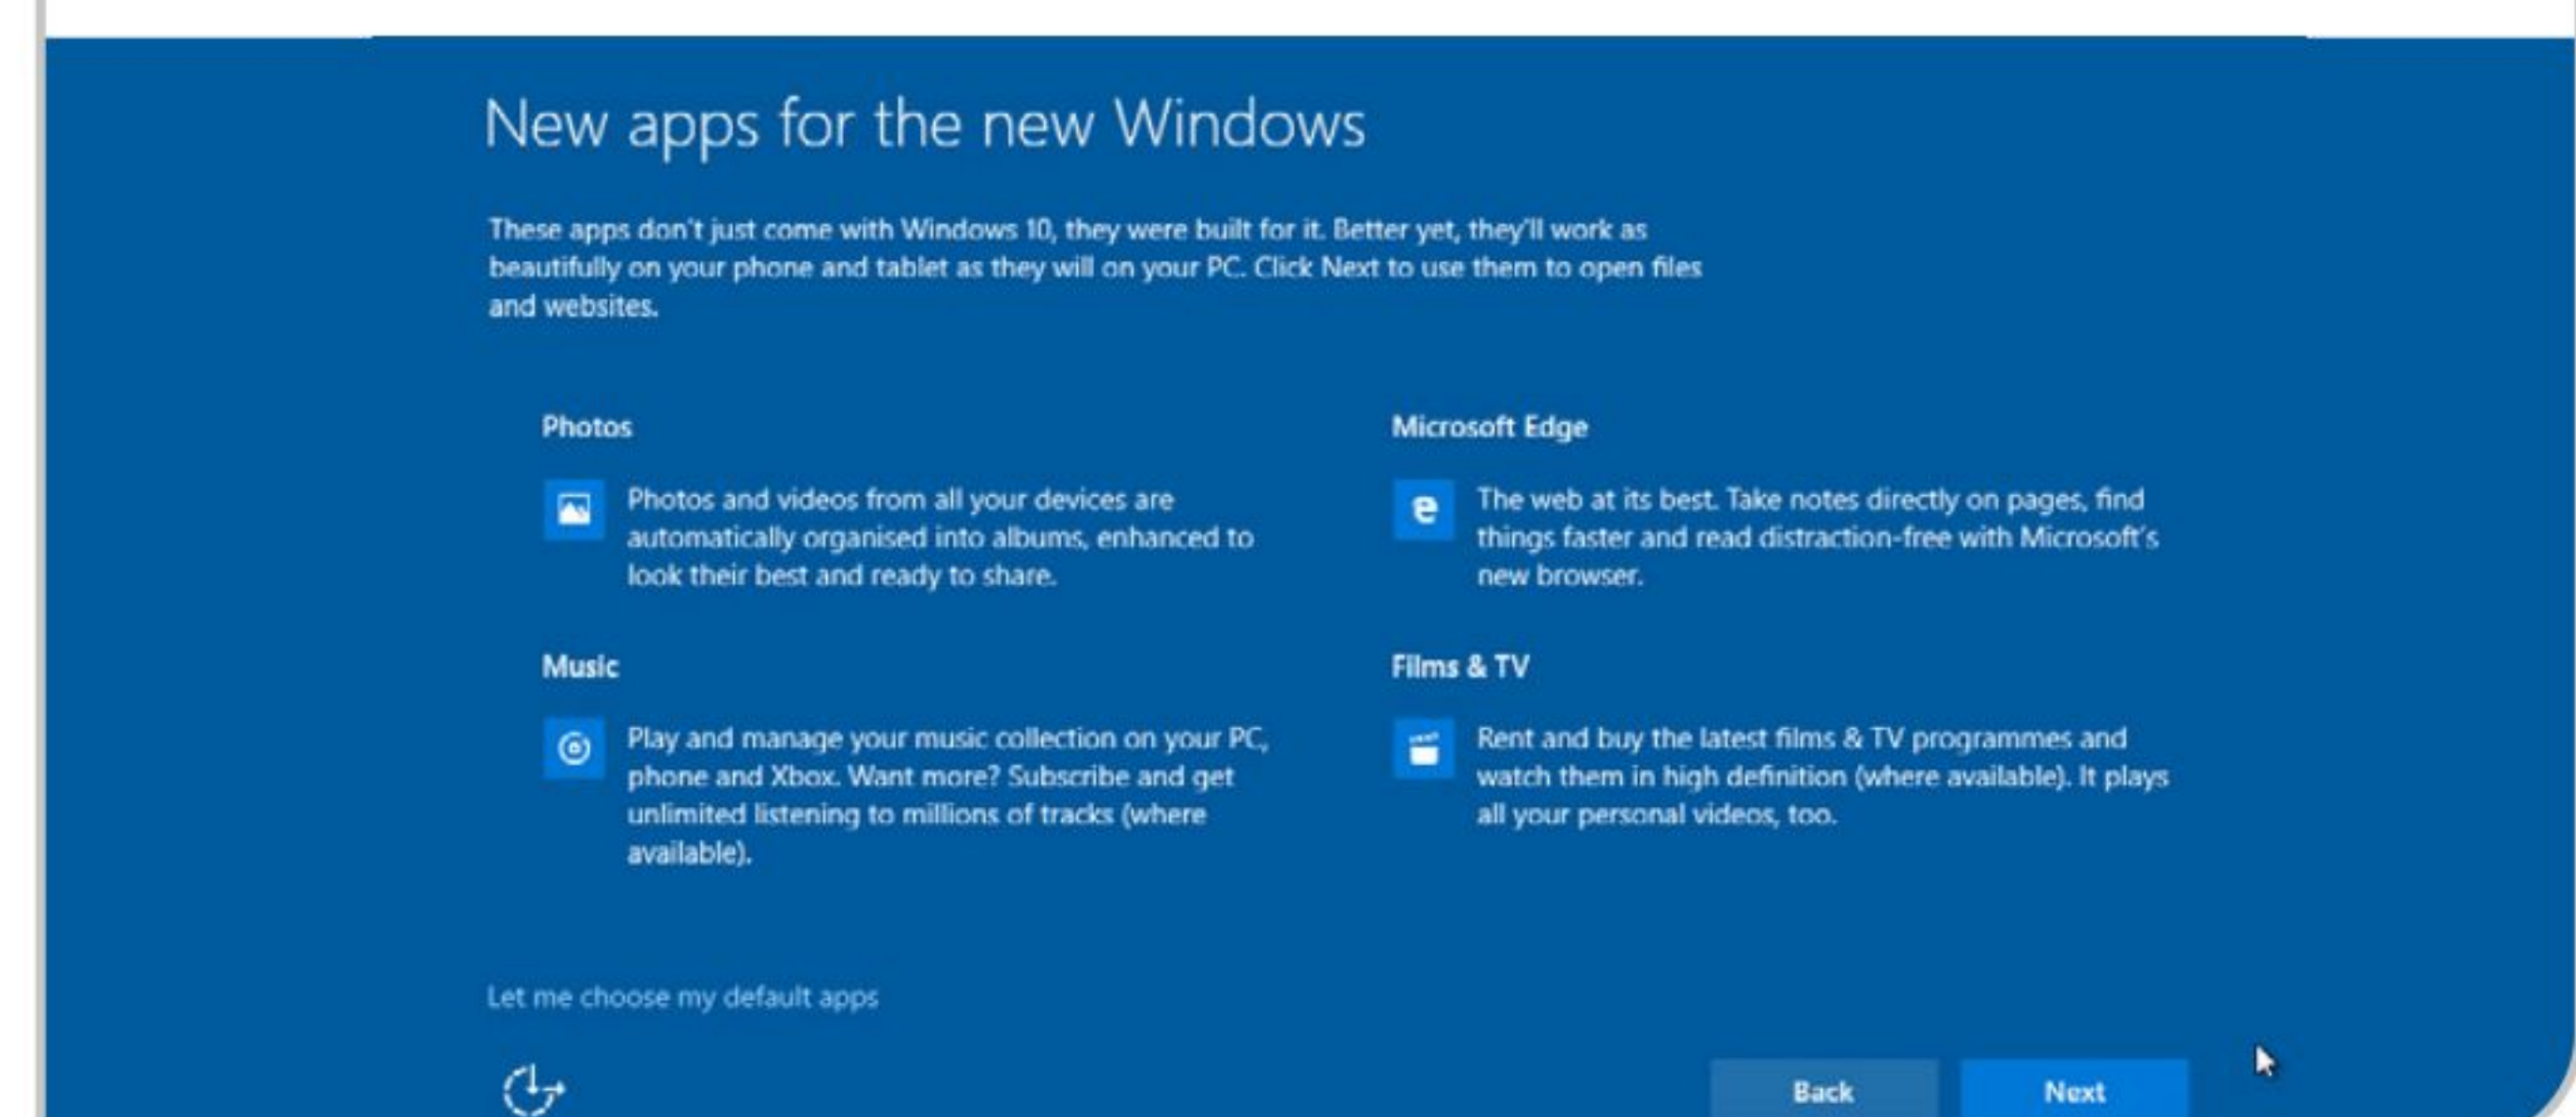 New apps for the new Windows
These apps don't just come with Windows 10, they were built for it. Better yet, they'll work as
beautifully on your phone and tablet as they will on your PC. Click Next to use them to open files
and websites.
Photos
Photos and videos from all your devices are
automatically organised into albums, enhanced to
look their best and ready to share.
Microsoft Edge
The web at its best. Take notes directly on pages, find
things faster and read distraction-free with Microsoft's
new browser.
Music
Play and manage your music collection on your PC,
phone and Xbox. Want more? Subscribe and get
unlimited listening to millions of tracks (where
available).
Films & TV
Rent and buy the latest films & TV programmes and
watch them in high definition (where available). It plays
all your personal videos, too.
Let me choose my default apps
Back
Next